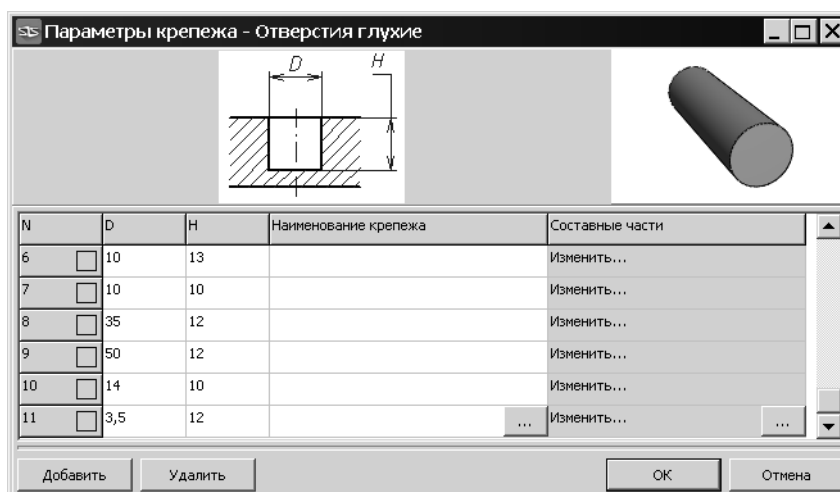 Параметры крепежа - Отверстия глухие
D H
N D H Наименование крепежа Составные части
6 10 13 Изменить...
7 10 10 Изменить...
8 35 12 Изменить...
9 50 12 Изменить...
10 14 10 Изменить...
11 3,5 12 ... Изменить... ...
Добавить Удалить OK Отмена